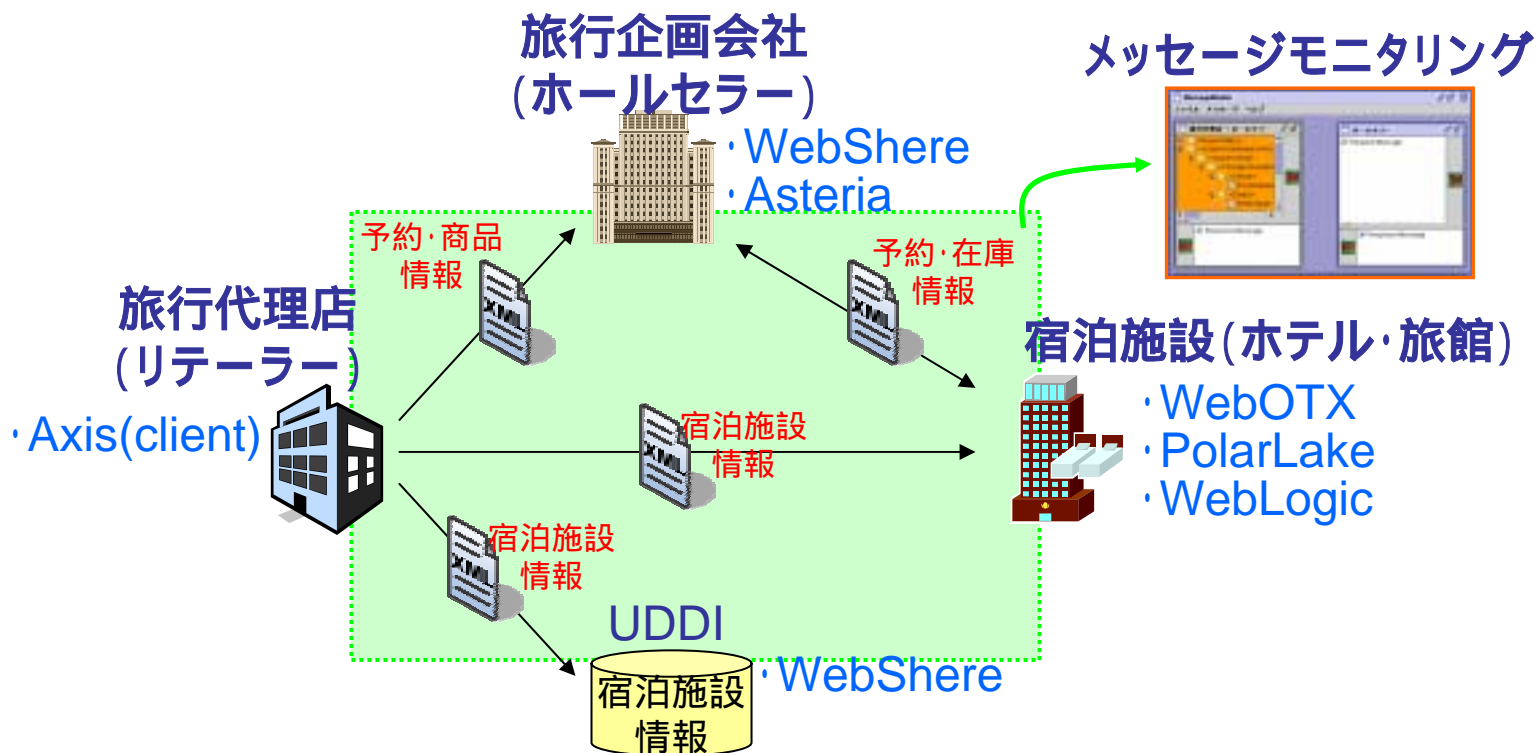 旅行企画会社
(ホールセラー)
・WebShere
・Asteria
メッセージモニタリング
予約・商品
情報
XML
予約・在庫
情報
XML
旅行代理店
(リテーラー)
・Axis(client)
宿泊施設(ホテル・旅館)
・WebOTX
・PolarLake
・WebLogic
宿泊施設
情報
XML
宿泊施設
情報
XML
UDDI
・WebShere
宿泊施設
情報